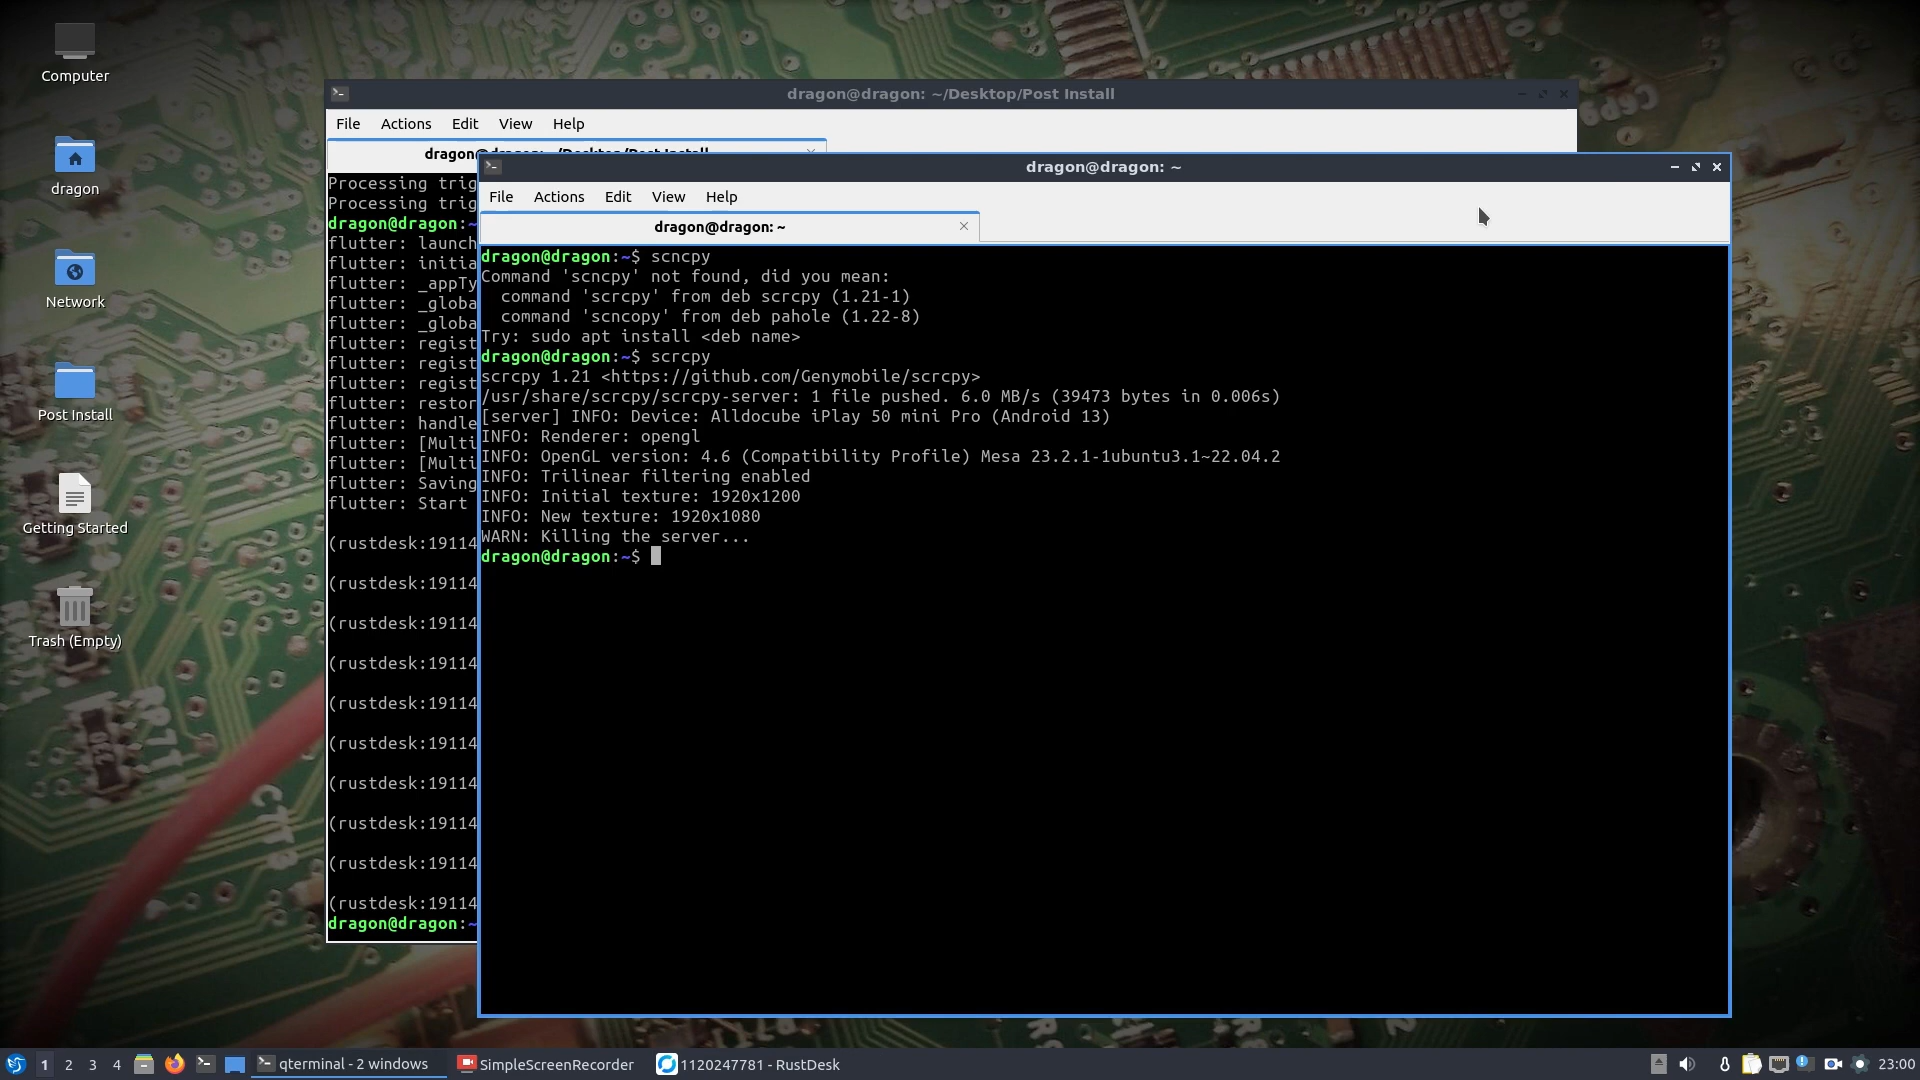 Computer
dragon
Network
Post Install
Getting Started
Trash (Empty)
dragon@dragon: ~/Desktop/Post Install
File Actions Edit View Help
dragon@dragon: ~/Desktop/Post Install
Processing trig
Processing trig
dragon@dragon:~
flutter: launch
flutter: initia
flutter: _appTy
flutter: _globa
flutter: _globa
flutter: regist
flutter: regist
flutter: regist
flutter: restor
flutter: handle
flutter: [Multi
flutter: [Multi
flutter: Saving
flutter: Start
(rustdesk:19114
(rustdesk:19114
(rustdesk:19114
(rustdesk:19114
(rustdesk:19114
(rustdesk:19114
(rustdesk:19114
(rustdesk:19114
(rustdesk:19114
(rustdesk:19114
dragon@dragon:~
dragon@dragon: ~
File Actions Edit View Help
dragon@dragon: ~
dragon@dragon:~$ scncpy
Command 'scncpy' not found, did you mean:
command 'scrcpy' from deb scrcpy (1.21-1)
command 'scncopy' from deb pahole (1.22-8)
Try: sudo apt install <deb name>
dragon@dragon:~$ scrcpy
scrcpy 1.21 <https://github.com/Genymobile/scrcpy>
/usr/share/scrcpy/scrcpy-server: 1 file pushed. 6.0 MB/s (39473 bytes in 0.006s)
[server] INFO: Device: Alldocube iPlay 50 mini Pro (Android 13)
INFO: Renderer: opengl
INFO: OpenGL version: 4.6 (Compatibility Profile) Mesa 23.2.1-1ubuntu3.1~22.04.2
INFO: Trilinear filtering enabled
INFO: Initial texture: 1920x1200
INFO: New texture: 1920x1080
WARN: Killing the server...
dragon@dragon:~$
1 2 3 4 qterminal - 2 windows SimpleScreenRecorder 1120247781 - RustDesk 23:00